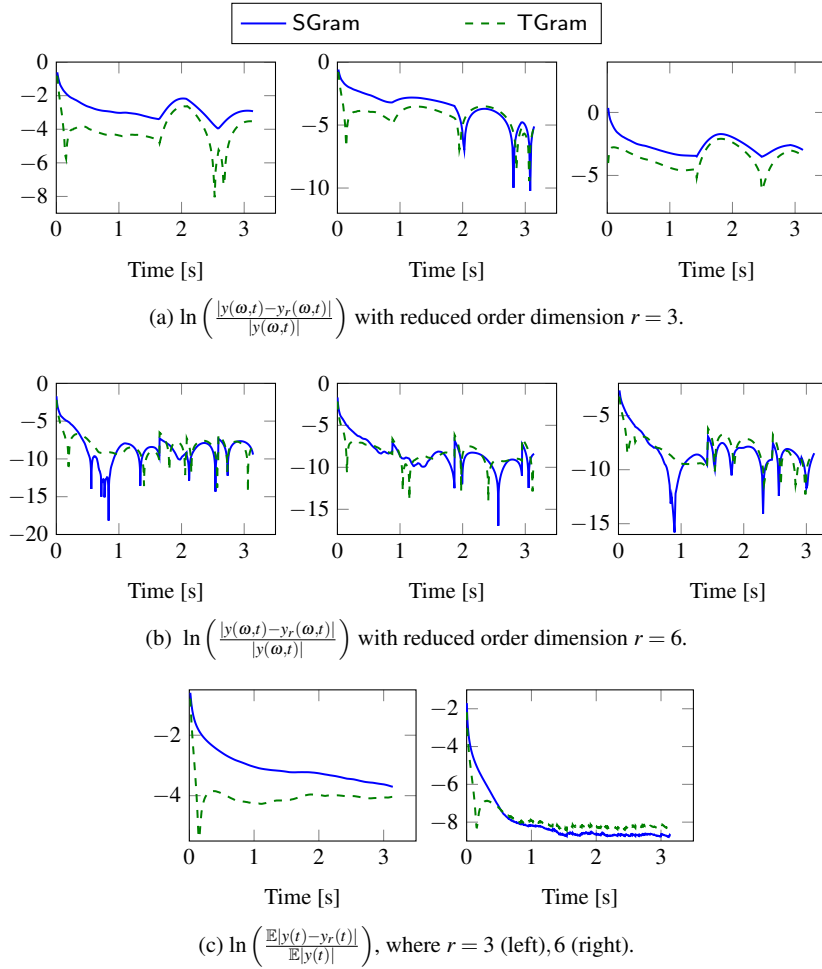 SGram TGram
0
−2
−4
−6
−8
0 1 2 3
Time [s]
0
−5
−10
0 1 2 3
Time [s]
0
−5
0 1 2 3
Time [s]
(a) ln ( |y(ω,t)−y_r(ω,t)| / |y(ω,t)| ) with reduced order dimension r = 3.
0
−5
−10
−15
−20
0 1 2 3
Time [s]
0
−5
−10
−15
0 1 2 3
Time [s]
−5
−10
−15
0 1 2 3
Time [s]
(b) ln ( |y(ω,t)−y_r(ω,t)| / |y(ω,t)| ) with reduced order dimension r = 6.
−2
−4
0 1 2 3
Time [s]
−2
−4
−6
−8
0 1 2 3
Time [s]
(c) ln ( 𝔼|y(t)−y_r(t)| / 𝔼|y(t)| ), where r = 3 (left), 6 (right).